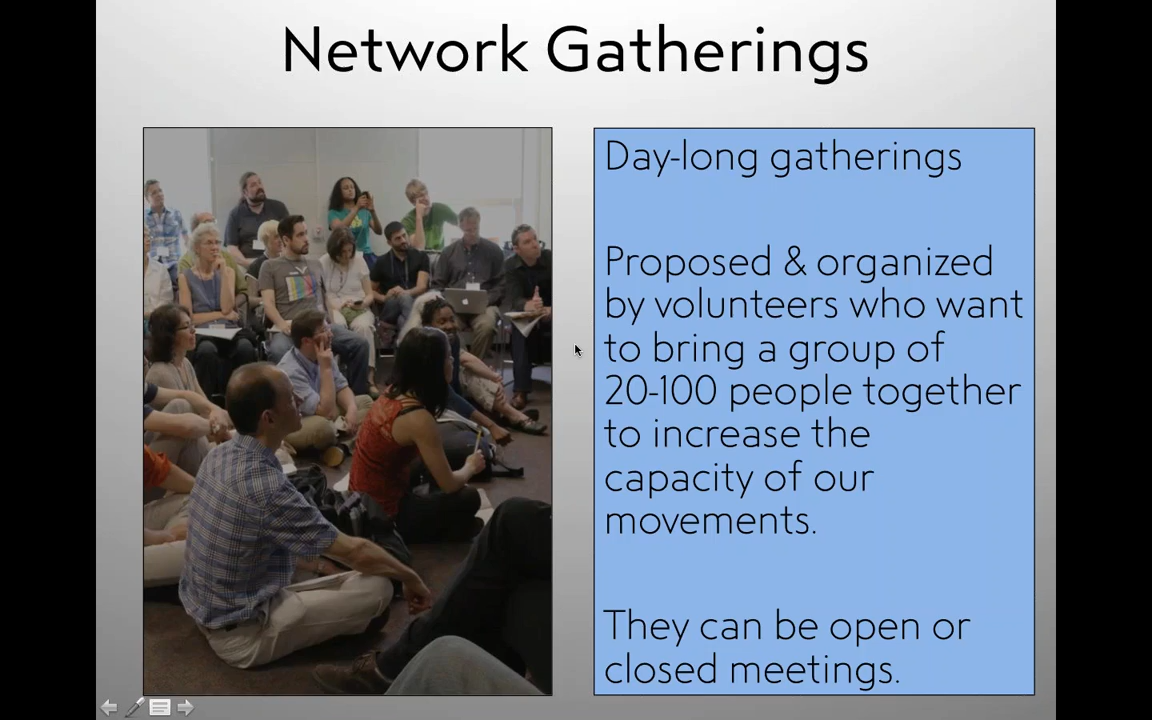 Network Gatherings
Day-long gatherings
Proposed & organized
by volunteers who want
to bring a group of
20-100 people together
to increase the
capacity of our
movements.
They can be open or
closed meetings.